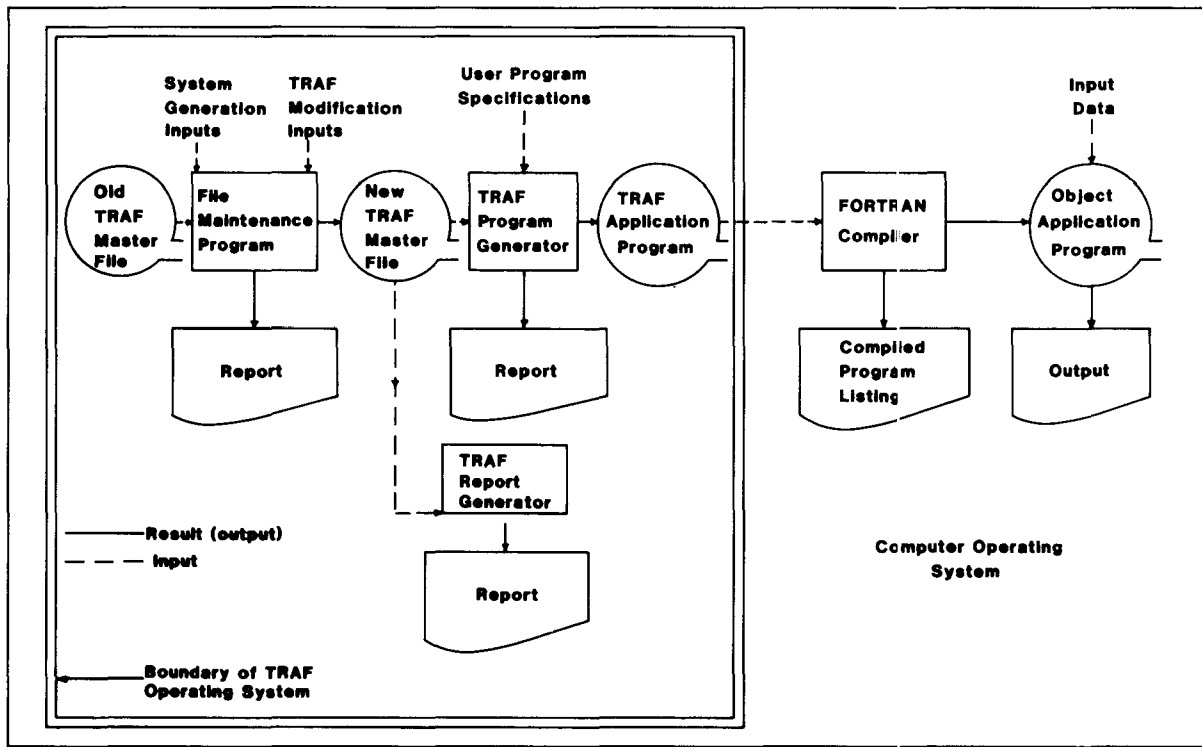 System
Generation
Inputs
TRAF
Modification
Inputs
User Program
Specifications
Input
Data
Old
TRAF
Master
File
File
Maintenance
Program
New
TRAF
Master
File
TRAF
Program
Generator
TRAF
Application
Program
FORTRAN
Compiler
Object
Application
Program
Report
Report
Compiled
Program
Listing
Output
TRAF
Report
Generator
Result (output)
Input
Report
Computer Operating
System
Boundary of TRAF
Operating System